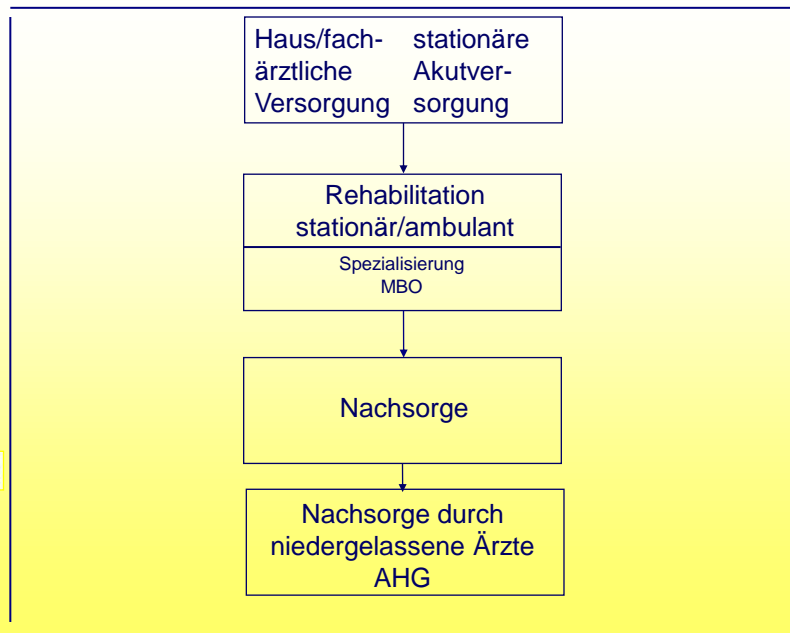 Haus/fach- stationäre
ärztliche Akutver-
Versorgung sorgung
Rehabilitation
stationär/ambulant
Spezialisierung
MBO
Nachsorge
Nachsorge durch
niedergelassene Ärzte
AHG